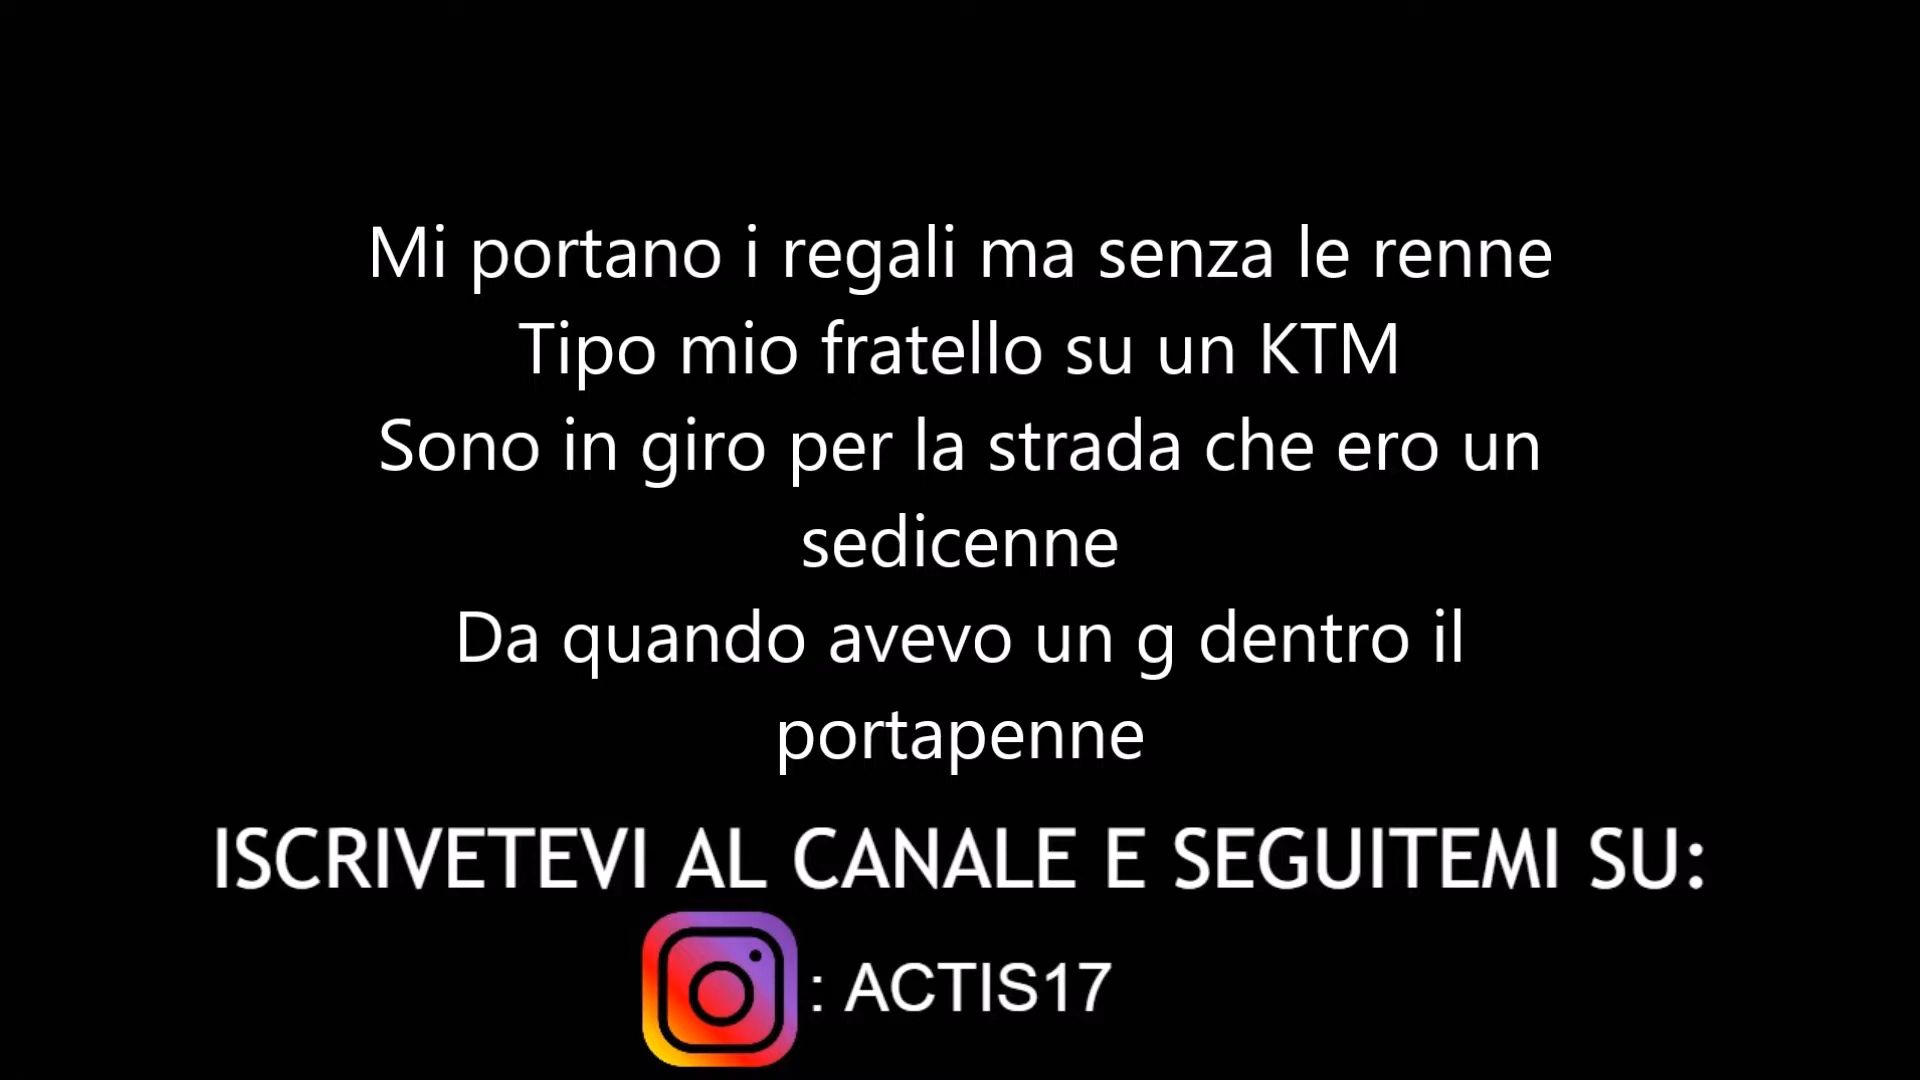 Mi portano i regali ma senza le renne
Tipo mio fratello su un KTM
Sono in giro per la strada che ero un
sedicenne
Da quando avevo un g dentro il
portapenne
ISCRIVETEVI AL CANALE E SEGUITEMI SU:
: ACTIS17